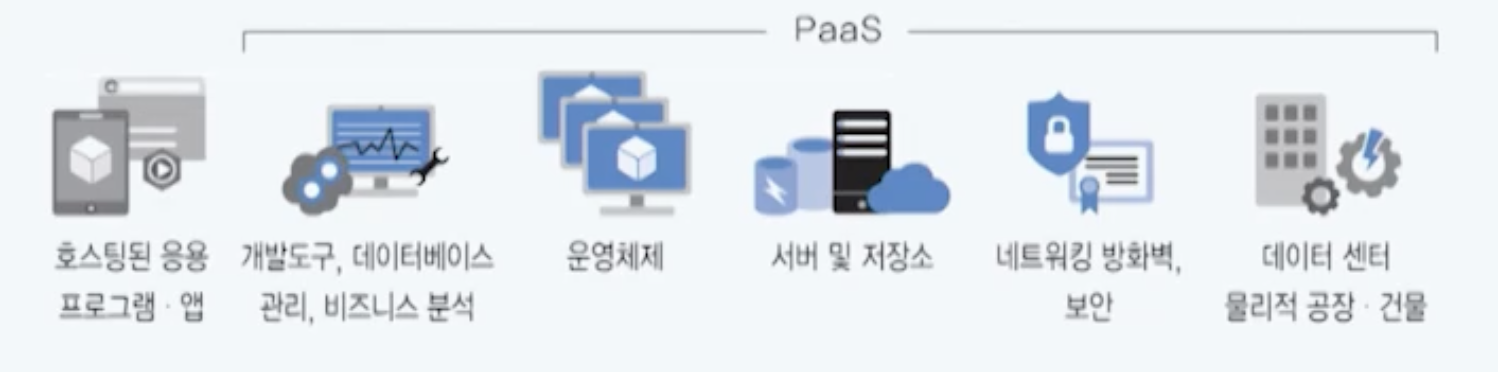 PaaS
호스팅된 응용
프로그램 · 앱
개발도구, 데이터베이스
관리, 비즈니스 분석
운영체제
서버 및 저장소
네트워킹 방화벽,
보안
데이터 센터
물리적 공장 · 건물